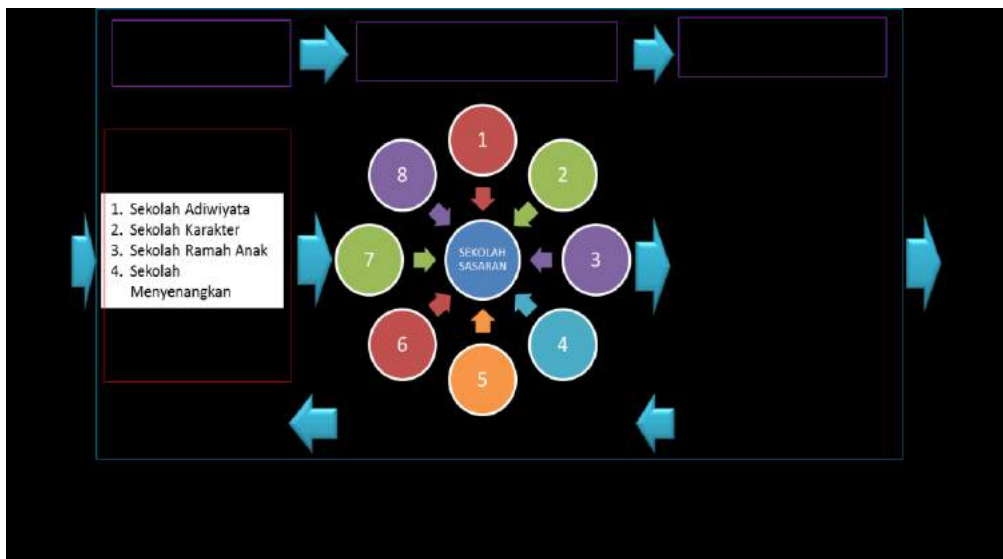 1
8
2
1. Sekolah Adiwiyata
2. Sekolah Karakter
3. Sekolah Ramah Anak
4. Sekolah
Menyenangkan
7
SEKOLAH
SASARAN
3
6
4
5